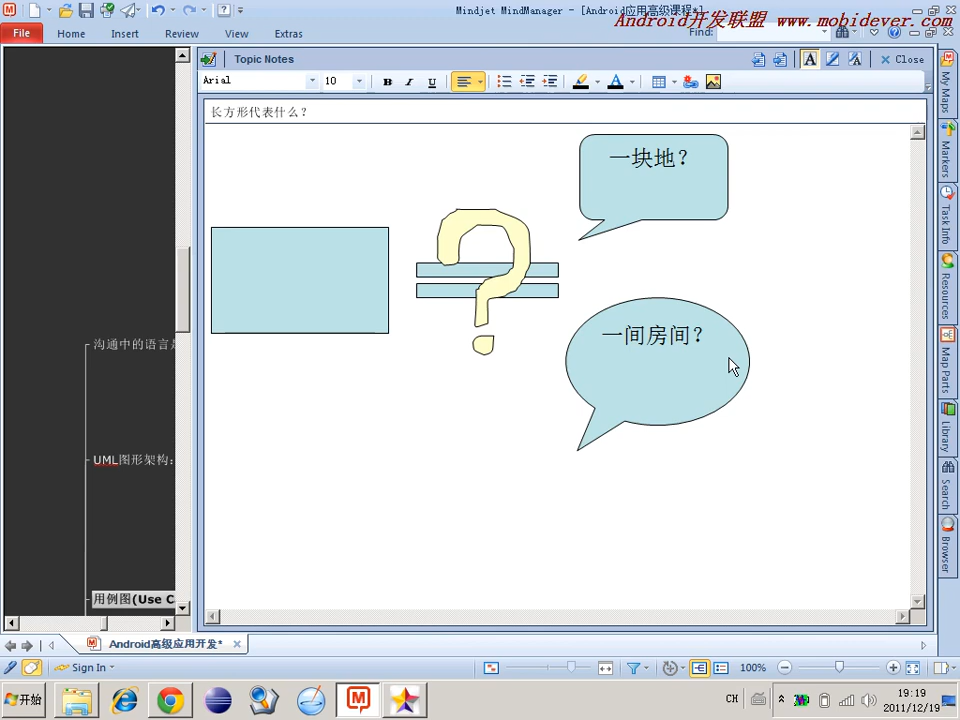 Mindjet MindManager - [Android应用高级课程*]
Android开发联盟 www.mobidever.com
File
Home
Insert
Review
View
Extras
Find:
Topic Notes
Close
Arial
10
B
I
U
A
A
长方形代表什么?
一块地?
一间房间?
沟通中的语言是
UML图形架构:
用例图(Use C
My Maps
Markers
Task Info
Resources
Map Parts
Library
Search
Browser
Android高级应用开发*
Sign In
100%
开始
CH
19:19
2011/12/19